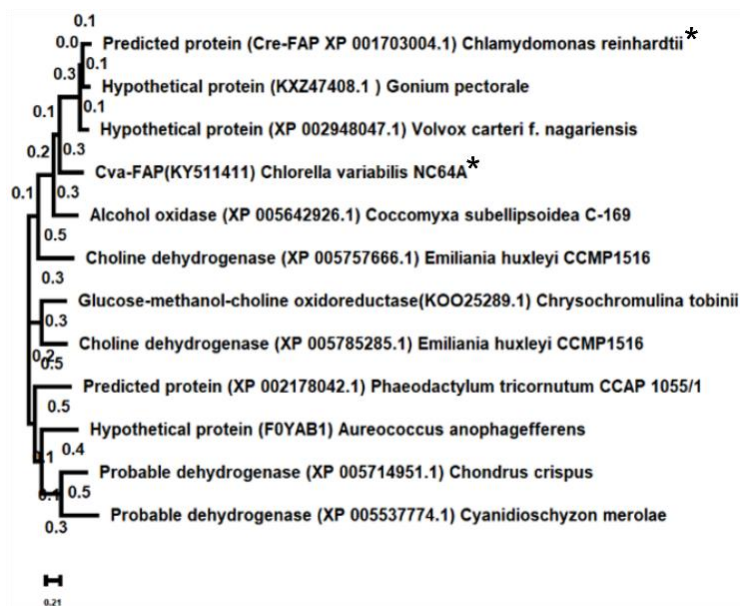 0.1
0.0 Predicted protein (Cre-FAP XP 001703004.1) Chlamydomonas reinhardtii*
0.1
0.3
Hypothetical protein (KXZ47408.1 ) Gonium pectorale
0.1
0.1
Hypothetical protein (XP 002948047.1) Volvox carteri f. nagariensis
0.2 0.3
Cva-FAP(KY511411) Chlorella variabilis NC64A*
0.1 0.3
Alcohol oxidase (XP 005642926.1) Coccomyxa subellipsoidea C-169
0.5
Choline dehydrogenase (XP 005757666.1) Emiliania huxleyi CCMP1516
0.3
Glucose-methanol-choline oxidoreductase(KOO25289.1) Chrysochromulina tobinii
0.3
Choline dehydrogenase (XP 005785285.1) Emiliania huxleyi CCMP1516
0.2 0.5
Predicted protein (XP 002178042.1) Phaeodactylum tricornutum CCAP 1055/1
0.5
Hypothetical protein (F0YAB1) Aureococcus anophagefferens
0.4
Probable dehydrogenase (XP 005714951.1) Chondrus crispus
0.5
Probable dehydrogenase (XP 005537774.1) Cyanidioschyzon merolae
0.3
0.21